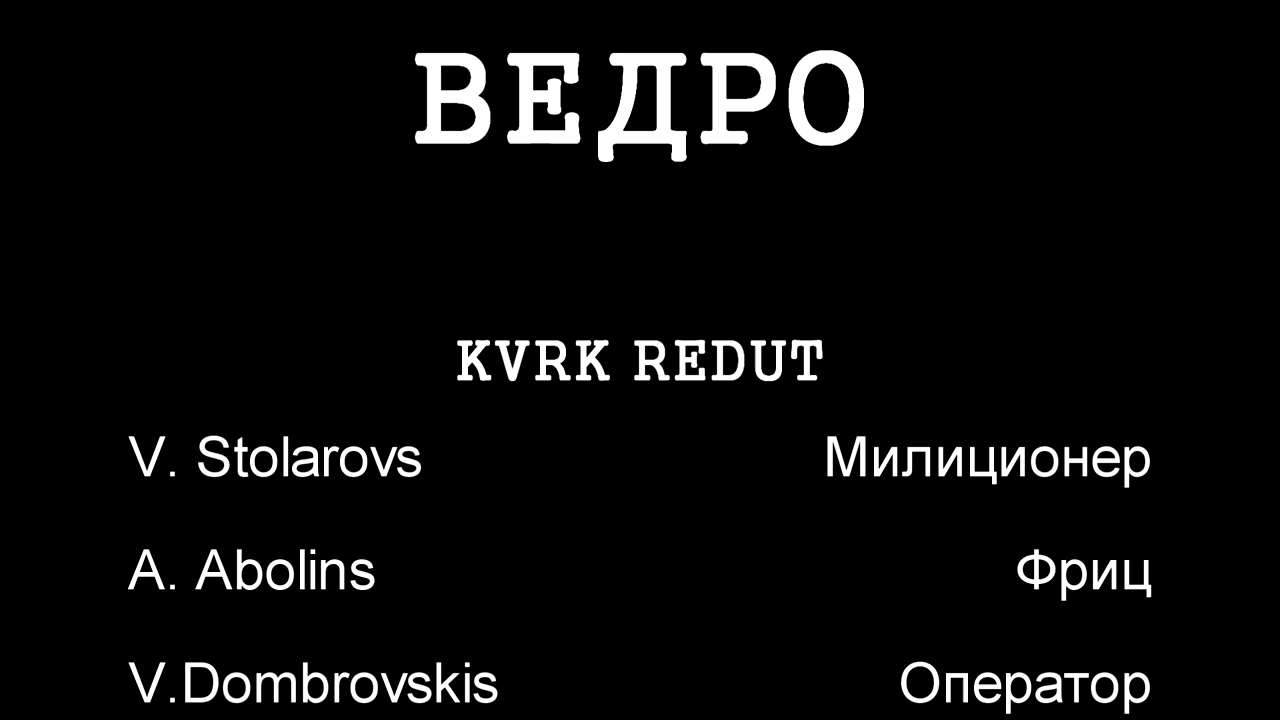 ВЕДРО
KVRK REDUT
V. Stolarovs Милиционер
A. Abolins Фриц
V.Dombrovskis Оператор